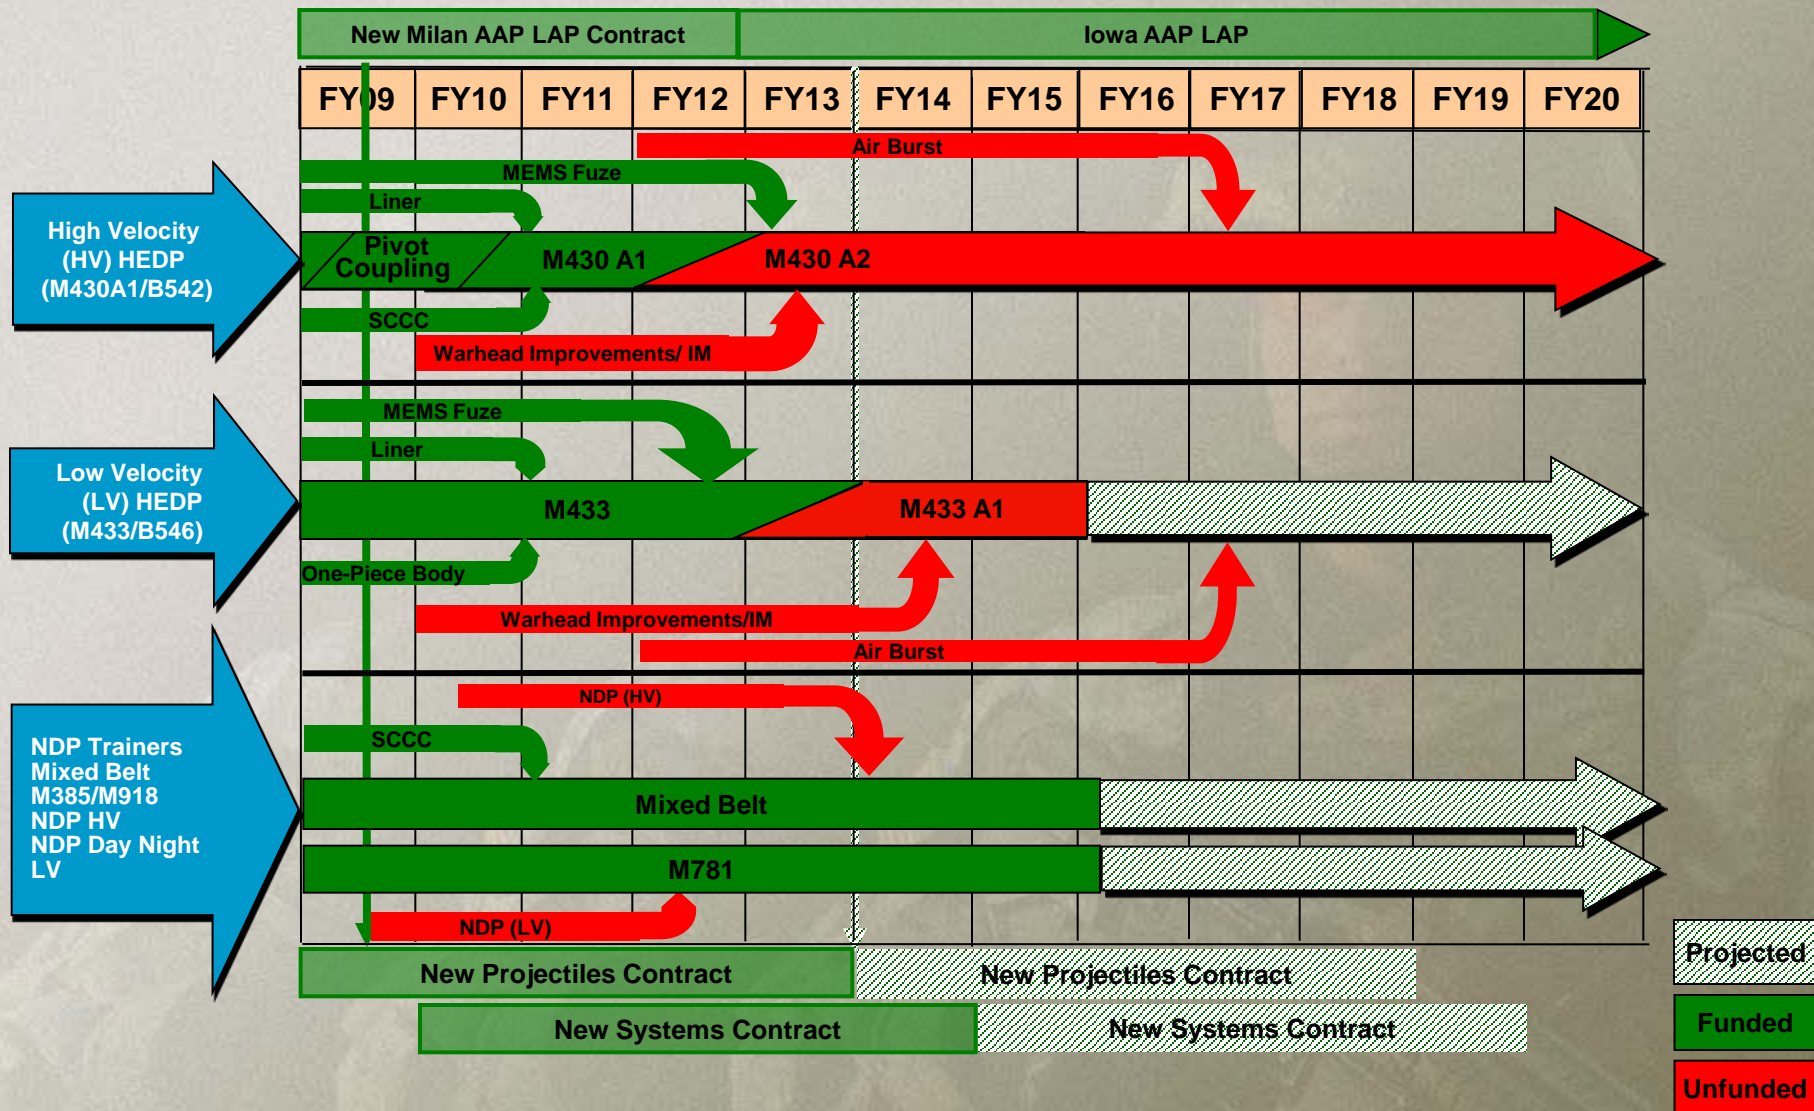 New Milan AAP LAP Contract
Iowa AAP LAP
FY09 FY10 FY11 FY12 FY13 FY14 FY15 FY16 FY17 FY18 FY19 FY20
Air Burst
MEMS Fuze
Liner
High Velocity
(HV) HEDP
(M430A1/B542)
Pivot
Coupling
M430 A1
M430 A2
SCCC
Warhead Improvements/ IM
MEMS Fuze
Liner
Low Velocity
(LV) HEDP
(M433/B546)
M433
M433 A1
One-Piece Body
Warhead Improvements/IM
Air Burst
NDP (HV)
SCCC
NDP Trainers
Mixed Belt
M385/M918
NDP HV
NDP Day Night
LV
Mixed Belt
M781
NDP (LV)
New Projectiles Contract
New Projectiles Contract
New Systems Contract
New Systems Contract
Projected
Funded
Unfunded